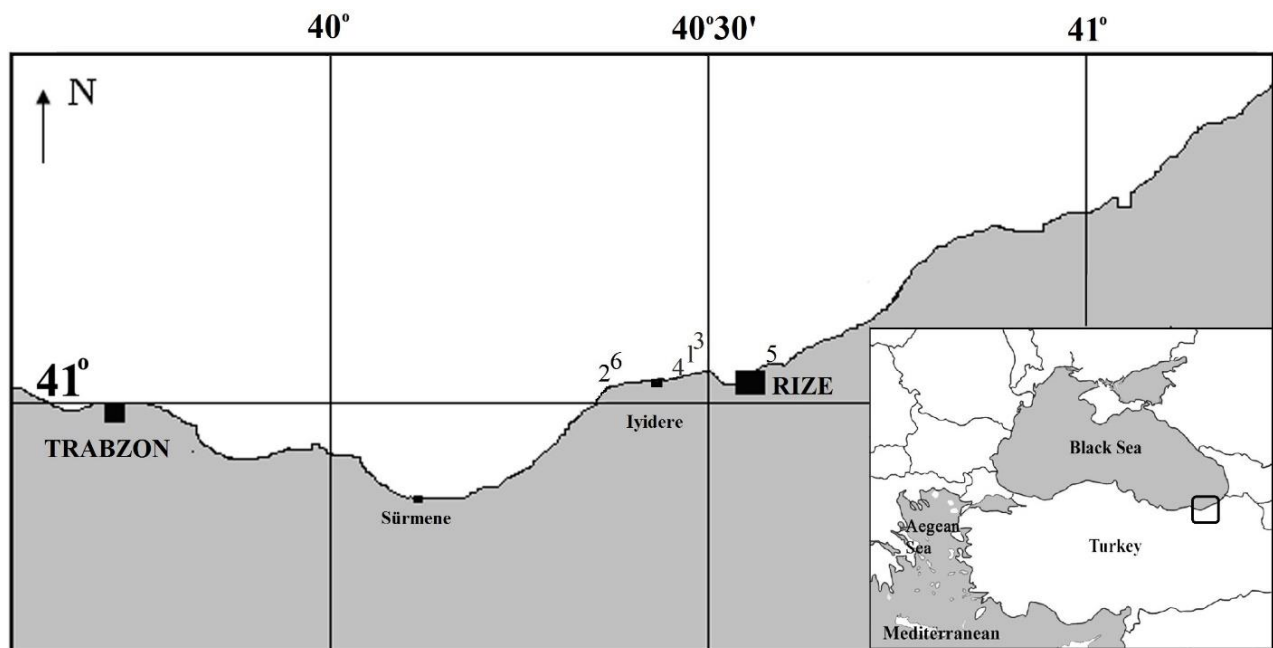 40°
40°30'
41°
N
41°
2 6
4 1 3
5
RIZE
TRABZON
Iyidere
Sürmene
Black Sea
Aegean
Sea
Turkey
Mediterranean